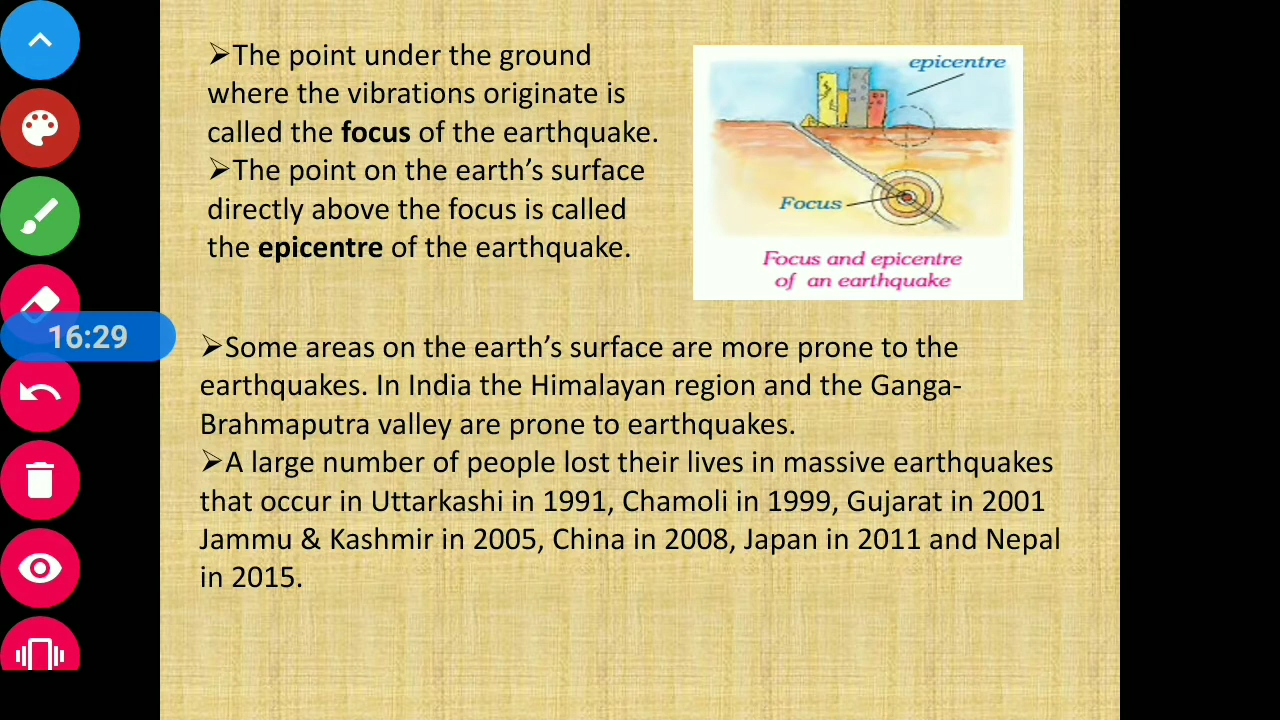 ➢The point under the ground
where the vibrations originate is
called the focus of the earthquake.
➢The point on the earth’s surface
directly above the focus is called
the epicentre of the earthquake.
epicentre
Focus
Focus and epicentre
of an earthquake
16:29
➢Some areas on the earth’s surface are more prone to the
earthquakes. In India the Himalayan region and the Ganga-
Brahmaputra valley are prone to earthquakes.
➢A large number of people lost their lives in massive earthquakes
that occur in Uttarkashi in 1991, Chamoli in 1999, Gujarat in 2001
Jammu & Kashmir in 2005, China in 2008, Japan in 2011 and Nepal
in 2015.